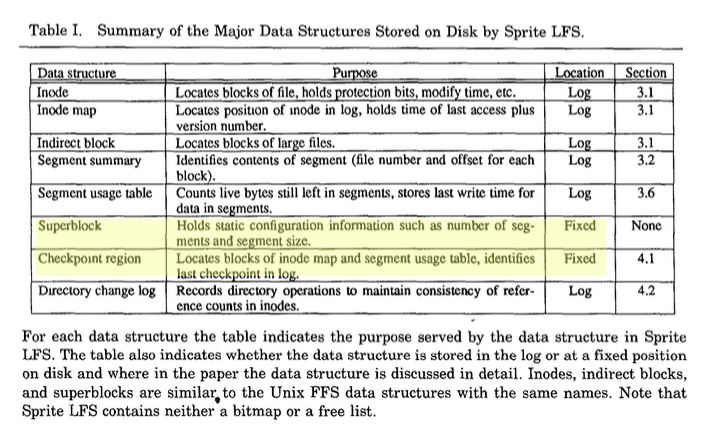 Table I. Summary of the Major Data Structures Stored on Disk by Sprite LFS.
Data structure Purpose Location Section
Inode Locates blocks of file, holds protection bits, modify time, etc. Log 3.1
Inode map Locates position of inode in log, holds time of last access plus Log 3.1
version number.
Indirect block Locates blocks of large files. Log 3.1
Segment summary Identifies contents of segment (file number and offset for each Log 3.2
block).
Segment usage table Counts live bytes still left in segments, stores last write time for Log 3.6
data in segments.
Superblock Holds static configuration information such as number of seg- Fixed None
ments and segment size.
Checkpoint region Locates blocks of inode map and segment usage table, identifies Fixed 4.1
last checkpoint in log.
Directory change log Records directory operations to maintain consistency of refer- Log 4.2
ence counts in inodes.
For each data structure the table indicates the purpose served by the data structure in Sprite
LFS. The table also indicates whether the data structure is stored in the log or at a fixed position
on disk and where in the paper the data structure is discussed in detail. Inodes, indirect blocks,
and superblocks are similar to the Unix FFS data structures with the same names. Note that
Sprite LFS contains neither a bitmap or a free list.